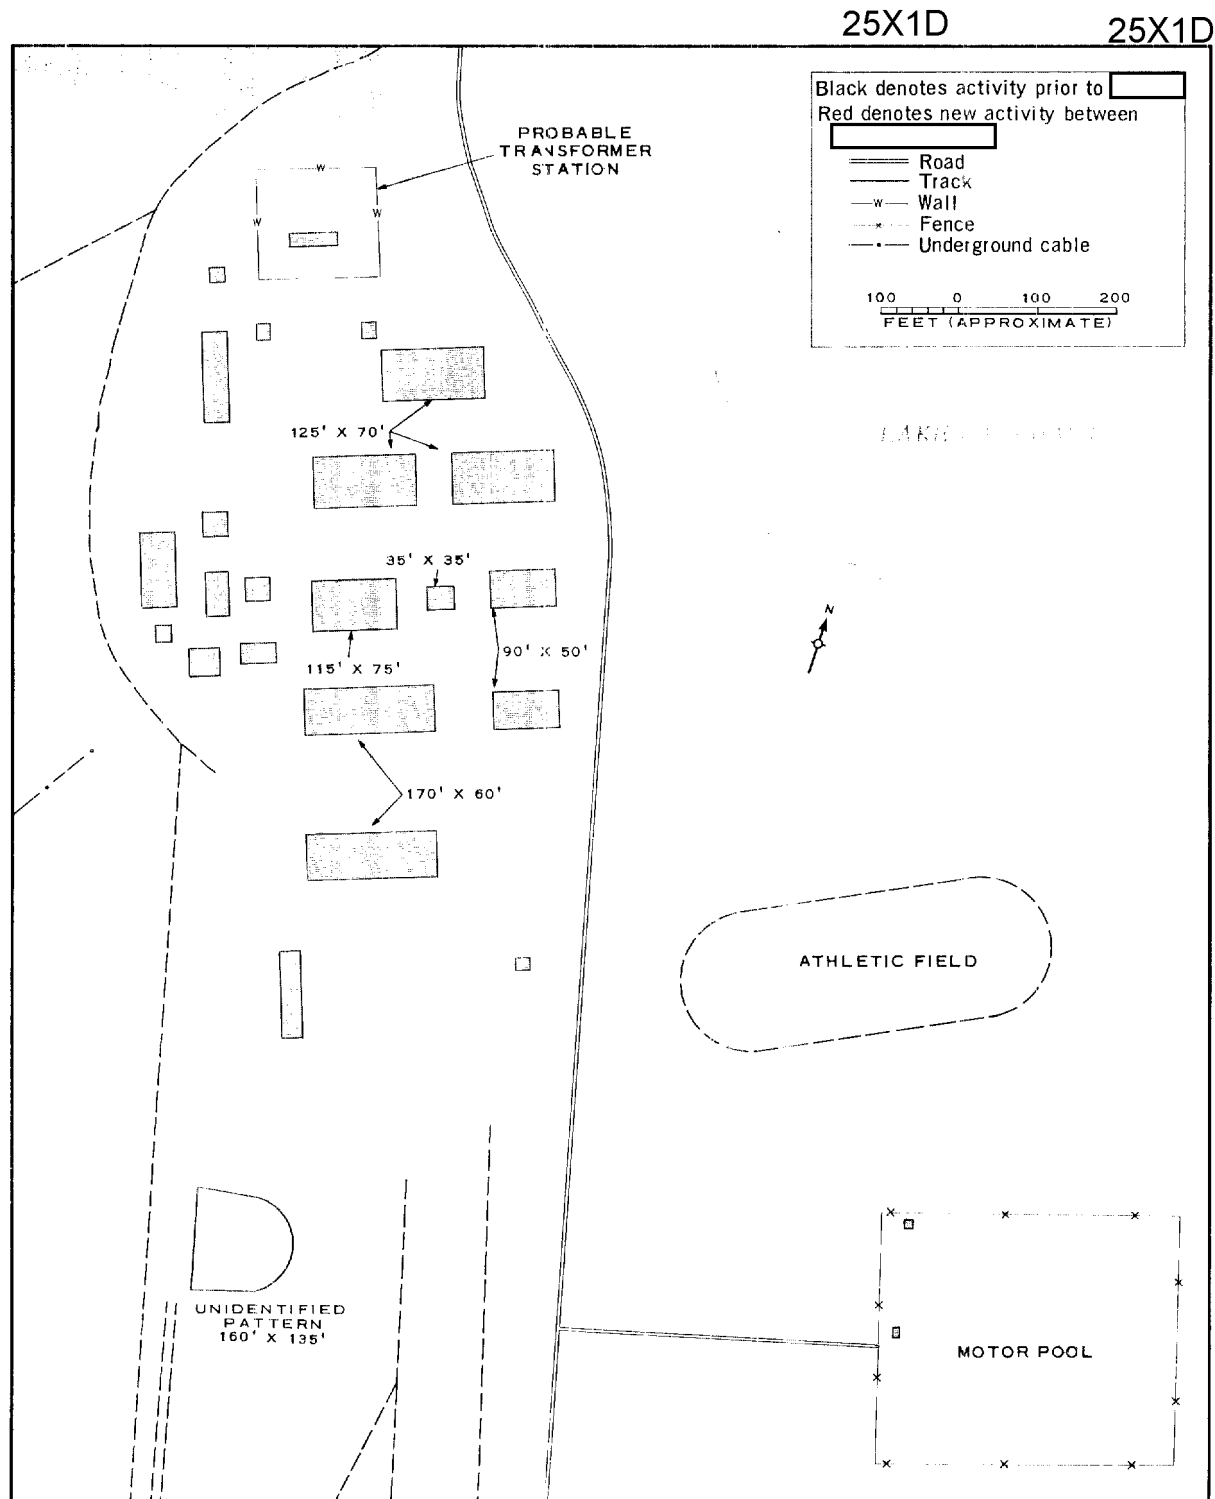 25X1D 25X1D
Black denotes activity prior to
Red denotes new activity between
Road
Track
W Wall
x Fence
Underground cable
100 0 100 200
FEET (APPROXIMATE)
PROBABLE
TRANSFORMER
STATION
W
W
W
125' X 70'
35' X 35'
N
90' X 50'
115' X 75'
170' X 60'
ATHLETIC FIELD
UNIDENTIFIED
PATTERN
160' X 135'
MOTOR POOL